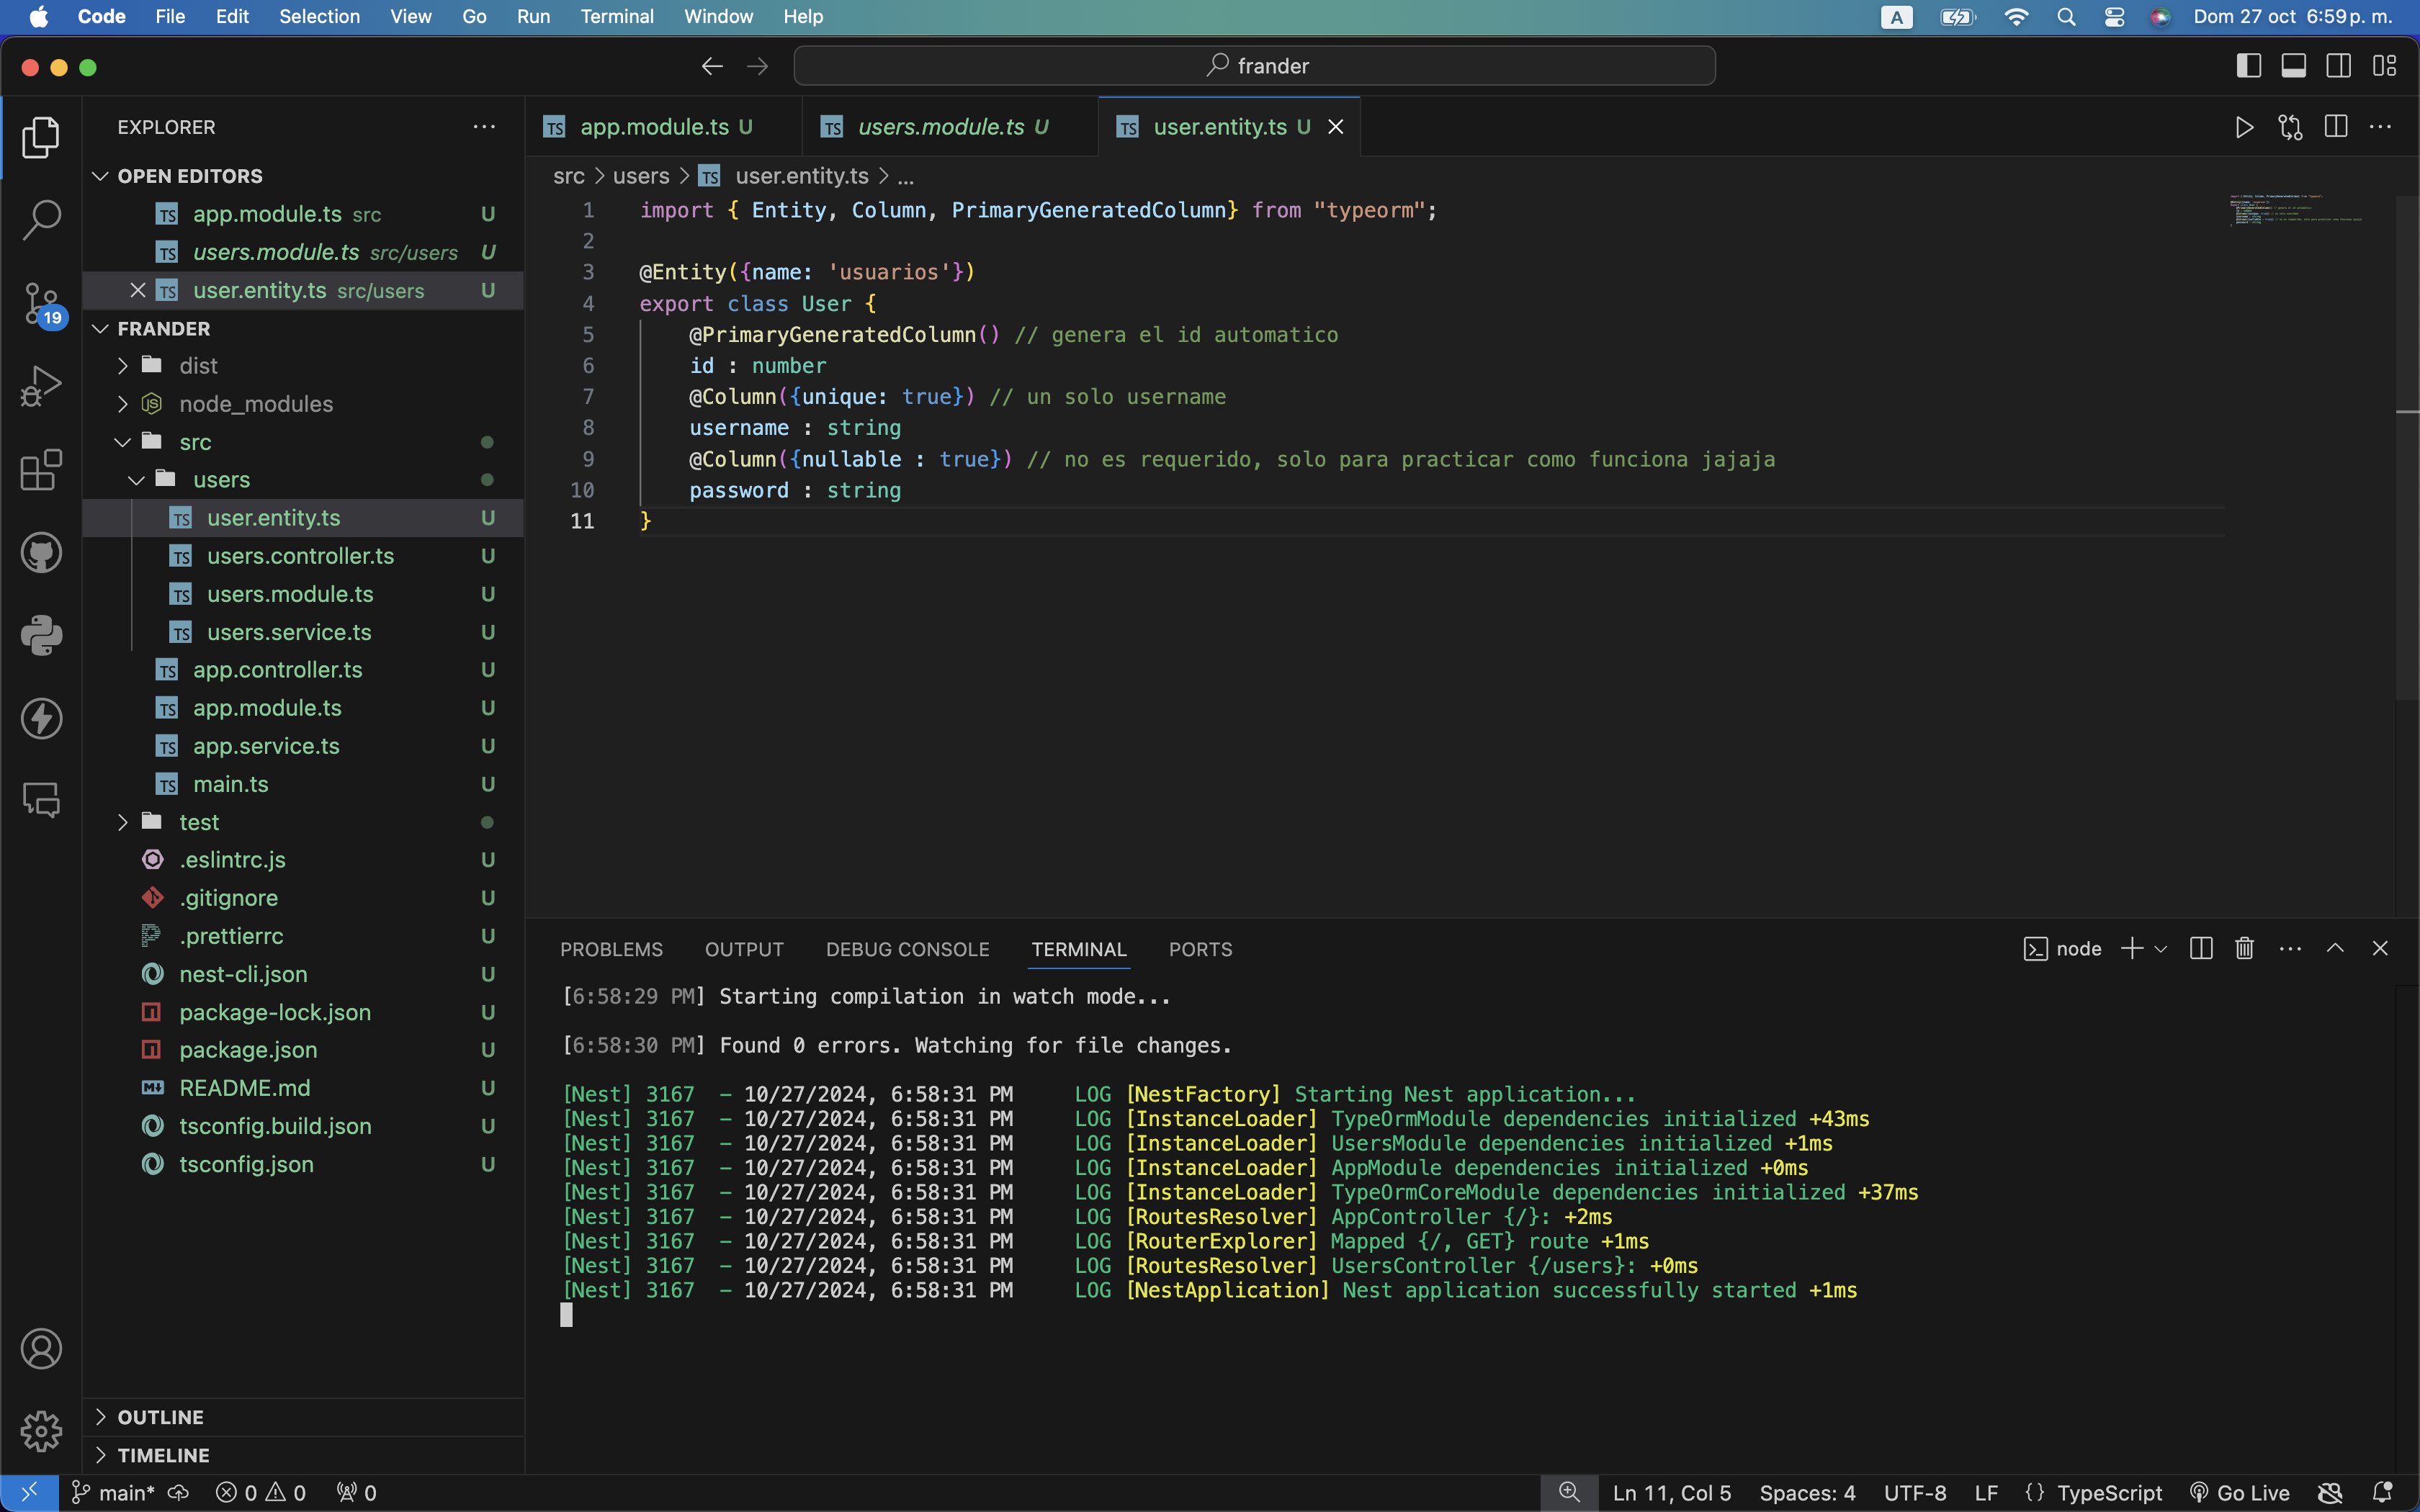 Code File Edit Selection View Go Run Terminal Window Help A Dom 27 oct 6:59 p. m.
frander
EXPLORER
OPEN EDITORS
TS app.module.ts src U
TS users.module.ts src/users U
TS user.entity.ts src/users U
FRANDER
dist
JS node_modules
src
users
TS user.entity.ts U
TS users.controller.ts U
TS users.module.ts U
TS users.service.ts U
TS app.controller.ts U
TS app.module.ts U
TS app.service.ts U
TS main.ts U
test
.eslintrc.js U
.gitignore U
.prettierrc U
nest-cli.json U
package-lock.json U
package.json U
README.md U
tsconfig.build.json U
tsconfig.json U
OUTLINE
TIMELINE
19
TS app.module.ts U TS users.module.ts U TS user.entity.ts U
src > users > TS user.entity.ts > ...
1 import { Entity, Column, PrimaryGeneratedColumn} from "typeorm";
2
3 @Entity({name: 'usuarios'})
4 export class User {
5 @PrimaryGeneratedColumn() // genera el id automatico
6 id : number
7 @Column({unique: true}) // un solo username
8 username : string
9 @Column({nullable : true}) // no es requerido, solo para practicar como funciona jajaja
10 password : string
11 }
PROBLEMS OUTPUT DEBUG CONSOLE TERMINAL PORTS node
[6:58:29 PM] Starting compilation in watch mode...
[6:58:30 PM] Found 0 errors. Watching for file changes.
[Nest] 3167 - 10/27/2024, 6:58:31 PM LOG [NestFactory] Starting Nest application...
[Nest] 3167 - 10/27/2024, 6:58:31 PM LOG [InstanceLoader] TypeOrmModule dependencies initialized +43ms
[Nest] 3167 - 10/27/2024, 6:58:31 PM LOG [InstanceLoader] UsersModule dependencies initialized +1ms
[Nest] 3167 - 10/27/2024, 6:58:31 PM LOG [InstanceLoader] AppModule dependencies initialized +0ms
[Nest] 3167 - 10/27/2024, 6:58:31 PM LOG [InstanceLoader] TypeOrmCoreModule dependencies initialized +37ms
[Nest] 3167 - 10/27/2024, 6:58:31 PM LOG [RoutesResolver] AppController {/}: +2ms
[Nest] 3167 - 10/27/2024, 6:58:31 PM LOG [RouterExplorer] Mapped {/, GET} route +1ms
[Nest] 3167 - 10/27/2024, 6:58:31 PM LOG [RoutesResolver] UsersController {/users}: +0ms
[Nest] 3167 - 10/27/2024, 6:58:31 PM LOG [NestApplication] Nest application successfully started +1ms
main* 0 0 0 Ln 11, Col 5 Spaces: 4 UTF-8 LF {} TypeScript Go Live